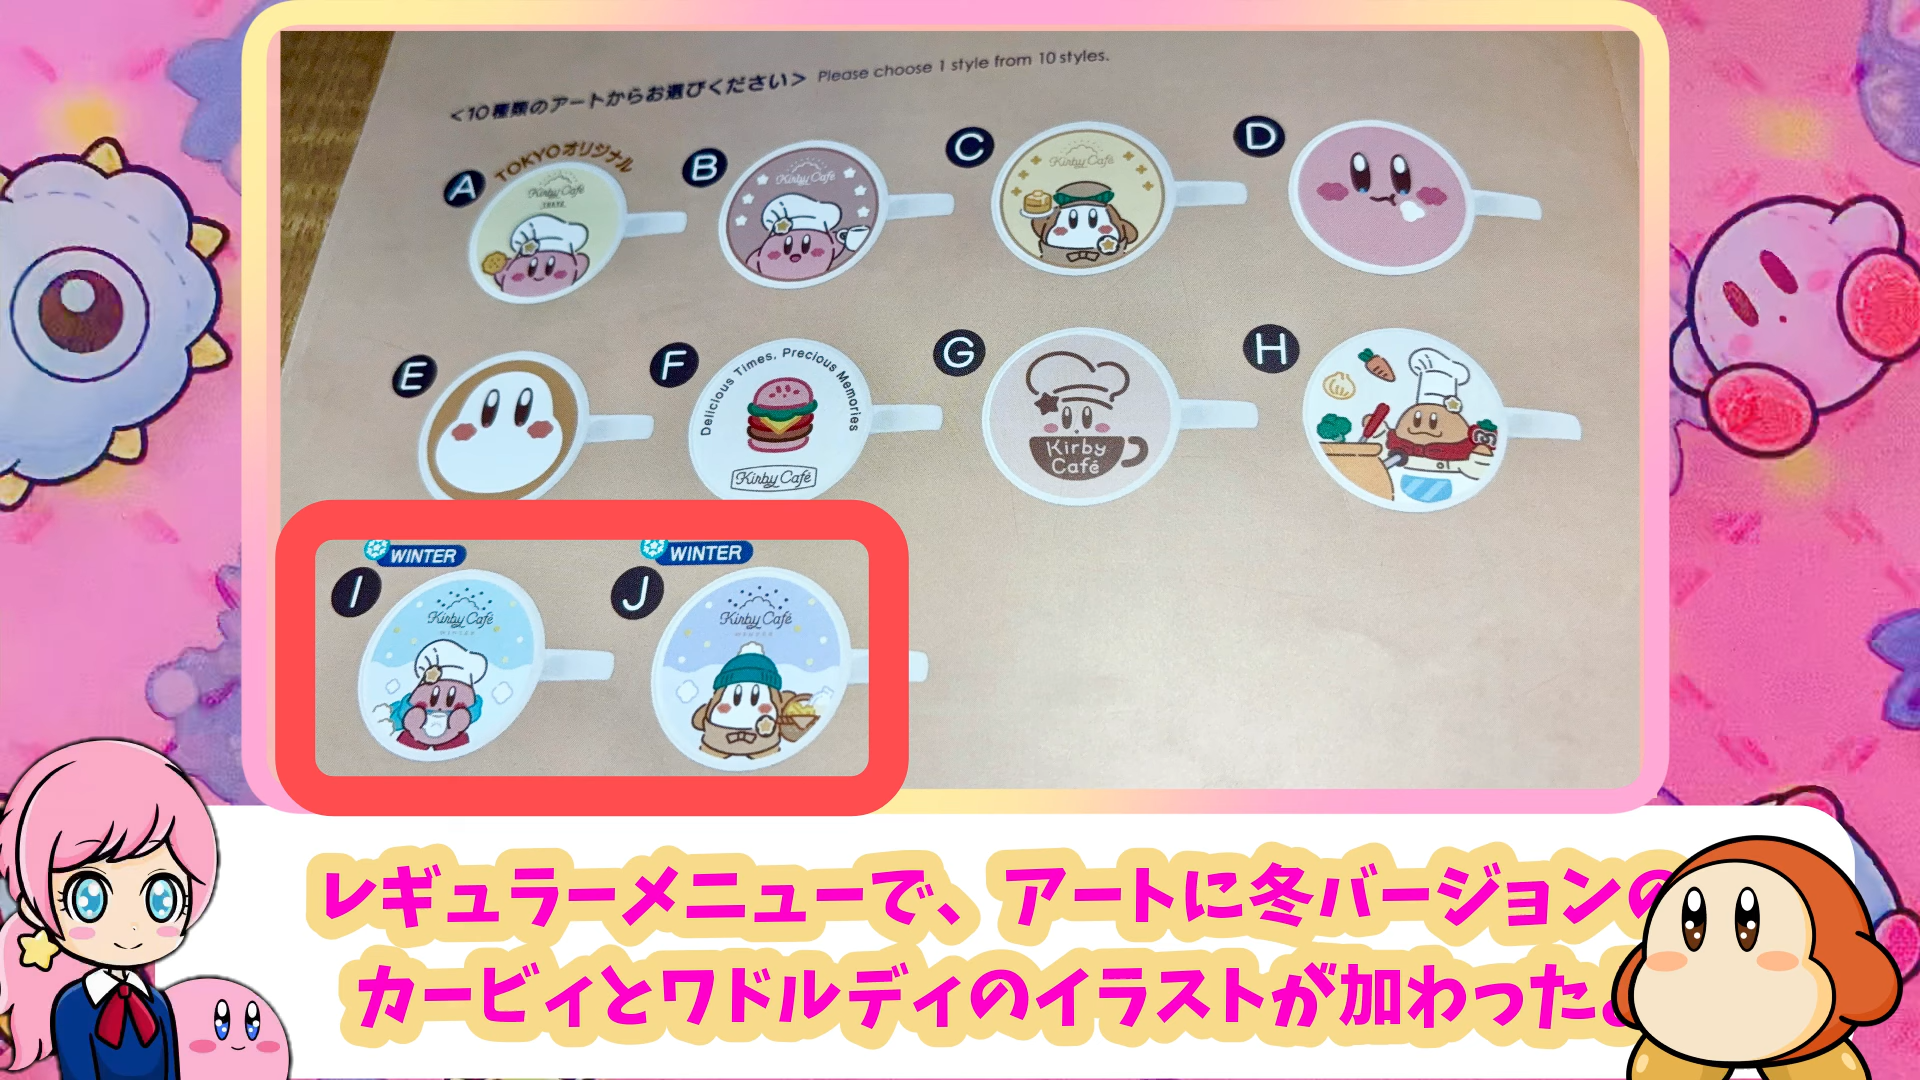 <10種類のアートからお選びください> Please choose 1 style from 10 styles.
A TOKYOオリジナル
Kirby Café
TOKYO
B
Kirby Café
C
Kirby Café
D
E
F
Delicious Times, Precious Memories
Kirby Café
G
Kirby
Café
H
WINTER
I
Kirby Café
WINTER
WINTER
J
Kirby Café
WINTER
レギュラーメニューで、アートに冬バージョンの
カービィとワドルディのイラストが加わったよ